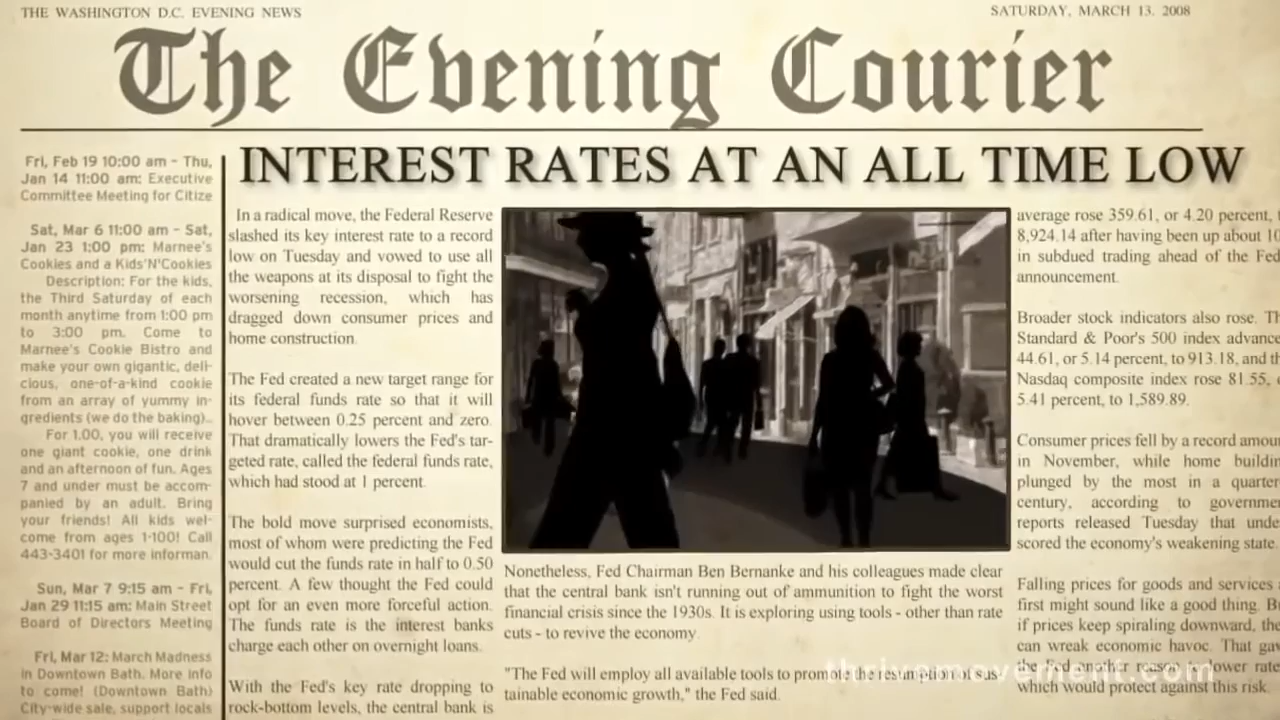 THE WASHINGTON D.C. EVENING NEWS
SATURDAY, MARCH 13. 2008
The Evening Courier
INTEREST RATES AT AN ALL TIME LOW
Fri, Feb 19 10:00 am - Thu,
Jan 14 11:00 am: Executive
Committee Meeting for Citize
Sat, Mar 6 11:00 am - Sat,
Jan 23 1:00 pm: Marnee's
Cookies and a Kids'N'Cookies
Description: For the kids,
the Third Saturday of each
month anytime from 1:00 pm
to 3:00 pm. Come to
Marnee's Cookie Bistro and
make your own gigantic, deli-
cious, one-of-a-kind cookie
from an array of yummy in-
gredients (we do the baking)..
For 1.00, you will receive
one giant cookie, one drink
and an afternoon of fun. Ages
7 and under must be accom-
panied by an adult. Bring
your friends! All kids wel-
come from ages 1-100! Call
443-3401 for more informan.
Sun, Mar 7 9:15 am - Fri,
Jan 29 11:15 am: Main Street
Board of Directors Meeting
Fri, Mar 12: March Madness
in Downtown Bath. More info
to come! (Downtown Bath)
City-wide sale, support locals
In a radical move, the Federal Reserve
slashed its key interest rate to a record
low on Tuesday and vowed to use all
the weapons at its disposal to fight the
worsening recession, which has
dragged down consumer prices and
home construction.
The Fed created a new target range for
its federal funds rate so that it will
hover between 0.25 percent and zero.
That dramatically lowers the Fed's tar-
geted rate, called the federal funds rate,
which had stood at 1 percent.
The bold move surprised economists,
most of whom were predicting the Fed
would cut the funds rate in half to 0.50
percent. A few thought the Fed could
opt for an even more forceful action.
The funds rate is the interest banks
charge each other on overnight loans.
With the Fed's key rate dropping to
rock-bottom levels, the central bank is
Nonetheless, Fed Chairman Ben Bernanke and his colleagues made clear
that the central bank isn't running out of ammunition to fight the worst
financial crisis since the 1930s. It is exploring using tools - other than rate
cuts - to revive the economy.
"The Fed will employ all available tools to promote the resumption of sus-
tainable economic growth," the Fed said.
average rose 359.61, or 4.20 percent,
8,924.14 after having been up about
in subdued trading ahead of the Fed
announcement.
Broader stock indicators also rose.
Standard & Poor's 500 index advance
44.61, or 5.14 percent, to 913.18, and
Nasdaq composite index rose 81.55,
5.41 percent, to 1,589.89.
Consumer prices fell by a record amoun
in November, while home buildin
plunged by the most in a quarter
century, according to governme
reports released Tuesday that unde
scored the economy's weakening state.
Falling prices for goods and services
first might sound like a good thing.
if prices keep spiraling downward, the
can weak economic havoc. That gav
the Fed another reason to lower rate
which would protect against this risk.
thrivemovement.com